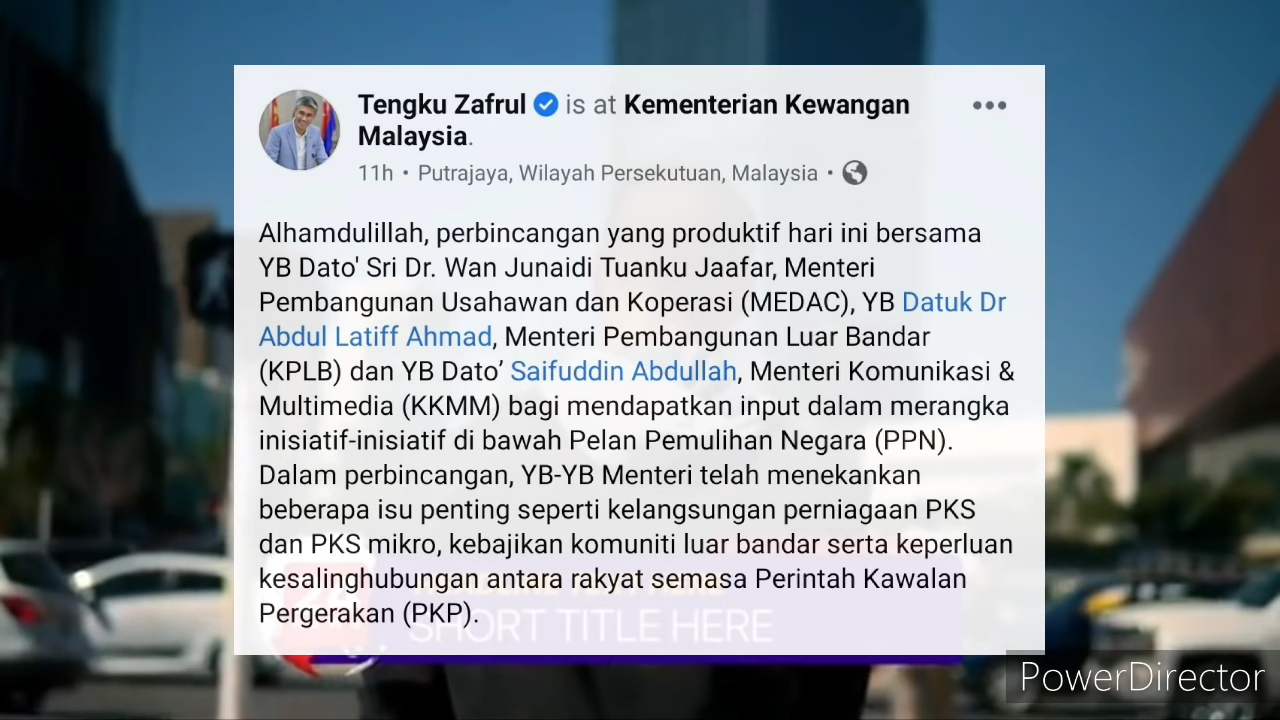 Tengku Zafrul is at Kementerian Kewangan
Malaysia.
11h • Putrajaya, Wilayah Persekutuan, Malaysia •
Alhamdulillah, perbincangan yang produktif hari ini bersama
YB Dato' Sri Dr. Wan Junaidi Tuanku Jaafar, Menteri
Pembangunan Usahawan dan Koperasi (MEDAC), YB Datuk Dr
Abdul Latiff Ahmad, Menteri Pembangunan Luar Bandar
(KPLB) dan YB Dato’ Saifuddin Abdullah, Menteri Komunikasi &
Multimedia (KKMM) bagi mendapatkan input dalam merangka
inisiatif-inisiatif di bawah Pelan Pemulihan Negara (PPN).
Dalam perbincangan, YB-YB Menteri telah menekankan
beberapa isu penting seperti kelangsungan perniagaan PKS
dan PKS mikro, kebajikan komuniti luar bandar serta keperluan
kesalinghubungan antara rakyat semasa Perintah Kawalan
Pergerakan (PKP).
SHORT TITLE HERE
PowerDirector